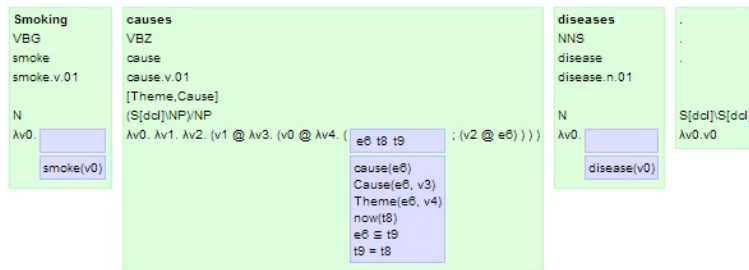 Smoking
VBG
smoke
smoke.v.01
N
λv0.
smoke(v0)
causes
VBZ
cause
cause.v.01
[Theme,Cause]
(S[dcl]\NP)/NP
λv0. λv1. λv2. (v1 @ λv3. (v0 @ λv4. ( e6 t8 t9 ; (v2 @ e6) ) ) )
cause(e6)
Cause(e6, v3)
Theme(e6, v4)
now(t8)
e6 ⊆ t9
t9 = t8
diseases
NNS
disease
disease.n.01
N
λv0.
disease(v0)
.
.
.
S[dcl]\S[dcl]
λv0.v0